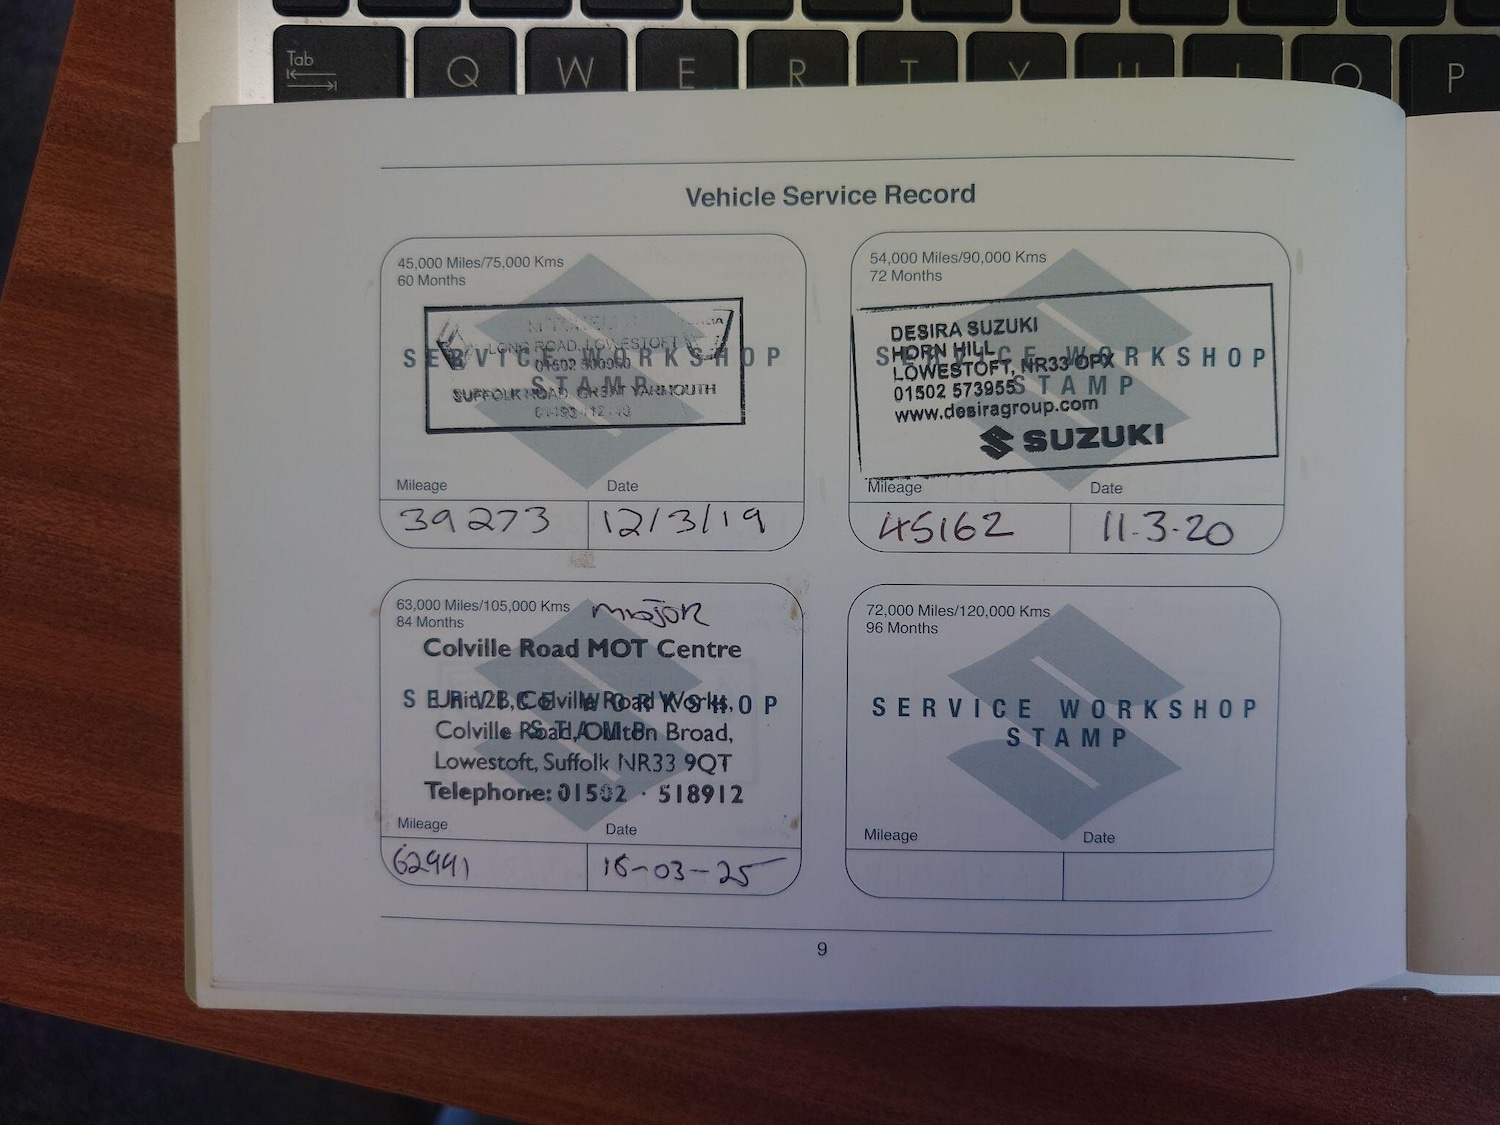 Tab
Q W E R T Y U I O P
Vehicle Service Record
45,000 Miles/75,000 Kms
60 Months
LONG ROAD, LOWESTOFT
SERVICE WORKSHOP
01502
STAMP
SUFFOLK ROAD, GREAT YARMOUTH
Mileage Date
39273 12/3/19
54,000 Miles/90,000 Kms
72 Months
DESIRA SUZUKI
HORN HILL
SERVICE WORKSHOP
LOWESTOFT, NR33 0PX
STAMP
01502 573955
www.desiragroup.com
SUZUKI
Mileage Date
45162 11.3.20
63,000 Miles/105,000 Kms major
84 Months
Colville Road MOT Centre
SERVICE WORKSHOP
Unit 2B, Colville Road Works,
STAMP
Colville Road, Oulton Broad,
Lowestoft, Suffolk NR33 9QT
Telephone: 01502 518912
Mileage Date
62991 18-03-25
72,000 Miles/120,000 Kms
96 Months
SERVICE WORKSHOP
STAMP
Mileage Date
9